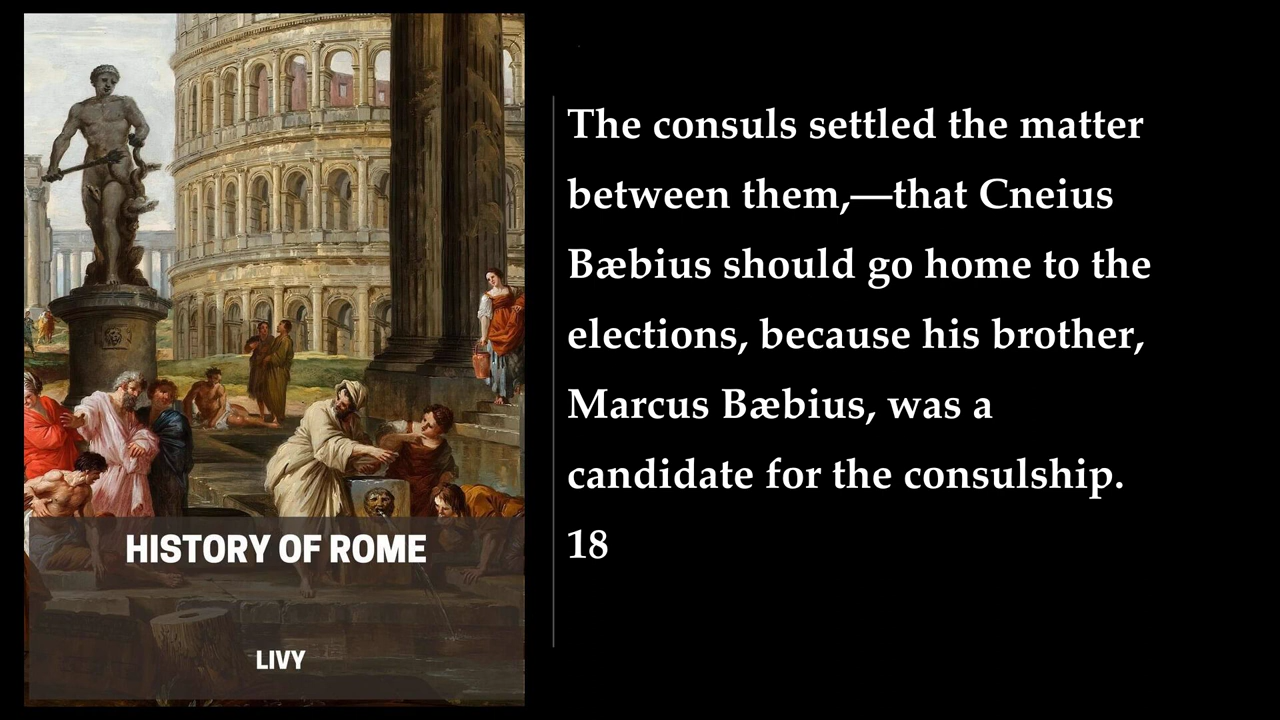 HISTORY OF ROME
LIVY
The consuls settled the matter
between them,—that Cneius
Bæbius should go home to the
elections, because his brother,
Marcus Bæbius, was a
candidate for the consulship.
18